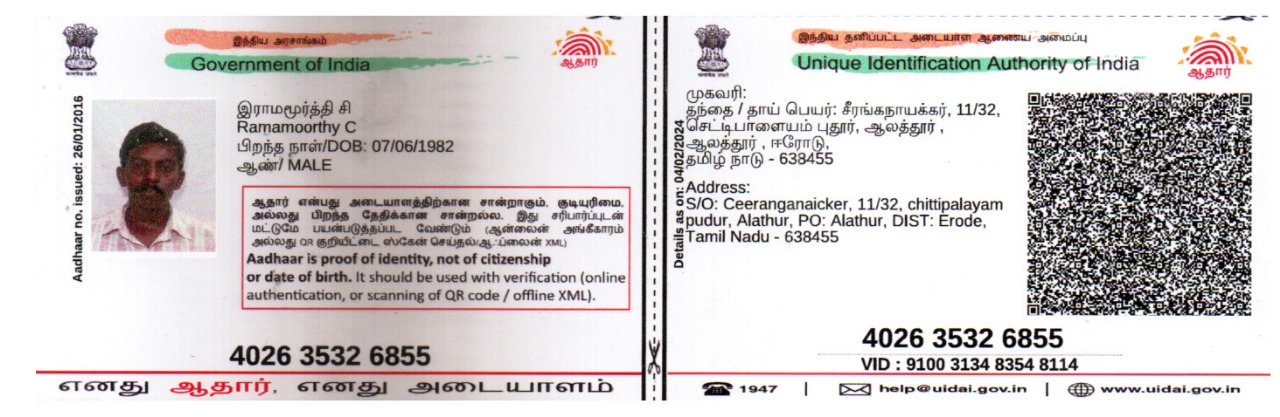 இந்திய அரசாங்கம்
Government of India
ஆதார்
Aadhaar no. issued: 26/01/2016
இராமமூர்த்தி சி
Ramamoorthy C
பிறந்த நாள்/DOB: 07/06/1982
ஆண்/ MALE
ஆதார் என்பது அடையாளத்திற்கான சான்றாகும், குடியுரிமை,
அல்லது பிறந்த தேதிக்கான சான்றல்ல. இது சரிபார்ப்புடன்
மட்டுமே பயன்படுத்தப்பட வேண்டும் (ஆன்லைன் அங்கீகாரம்
அல்லது QR குறியீட்டை ஸ்கேன் செய்தல்/ஆஃப்லைன் XML)
Aadhaar is proof of identity, not of citizenship
or date of birth. It should be used with verification (online
authentication, or scanning of QR code / offline XML).
4026 3532 6855
எனது ஆதார், எனது அடையாளம்
இந்திய தனிப்பட்ட அடையாள ஆணைய அமைப்பு
Unique Identification Authority of India
ஆதார்
Details as on: 04/02/2024
முகவரி:
தந்தை / தாய் பெயர்: சீரங்கநாயக்கர், 11/32,
செட்டிபாளையம் புதூர், ஆலத்தூர் ,
ஆலத்தூர் , ஈரோடு,
தமிழ் நாடு - 638455
Address:
S/O: Ceeranganaicker, 11/32, chittipalayam
pudur, Alathur, PO: Alathur, DIST: Erode,
Tamil Nadu - 638455
4026 3532 6855
VID : 9100 3134 8354 8114
1947 | help@uidai.gov.in | www.uidai.gov.in